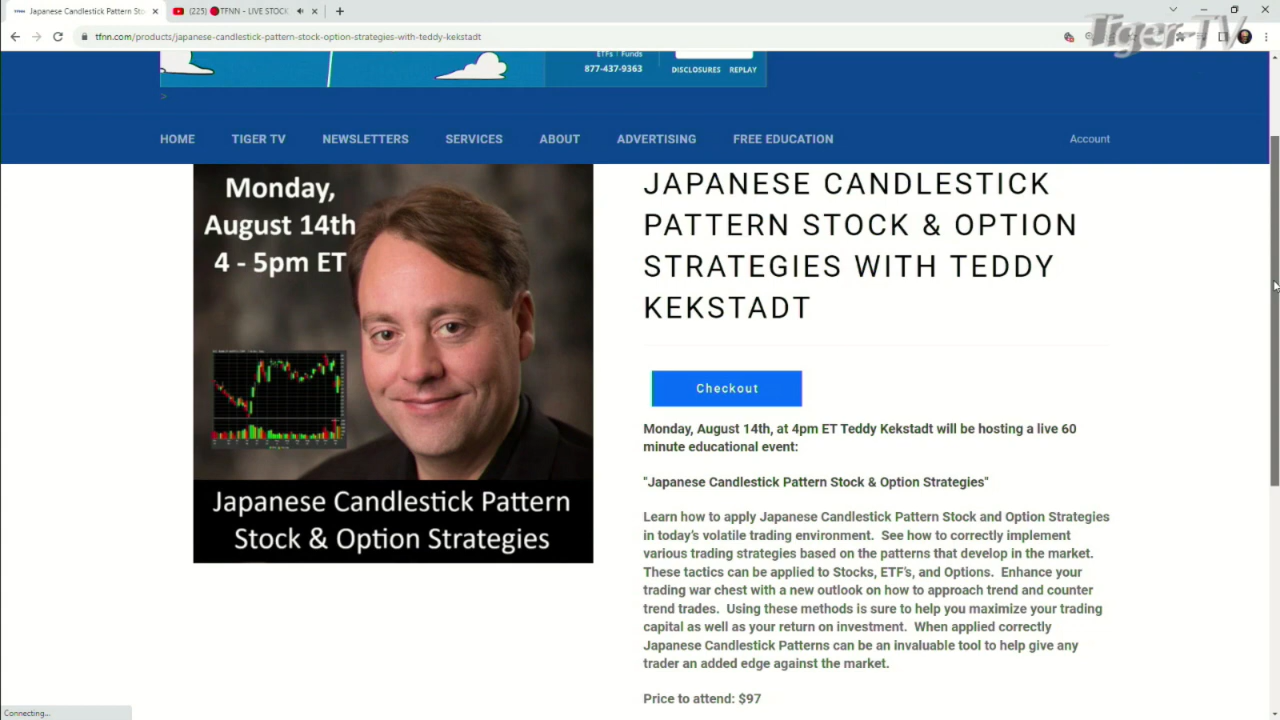 Japanese Candlestick Pattern Sto
(225) 🔴TFNN - LIVE STOCK
tfnn.com/products/japanese-candlestick-pattern-stock-option-strategies-with-teddy-kekstadt
Tiger TV
ETFs | Funds
877-437-9363
DISCLOSURES REPLAY
>
HOME TIGER TV NEWSLETTERS SERVICES ABOUT ADVERTISING FREE EDUCATION Account
Monday,
August 14th
4 - 5pm ET
Japanese Candlestick Pattern
Stock & Option Strategies
JAPANESE CANDLESTICK
PATTERN STOCK & OPTION
STRATEGIES WITH TEDDY
KEKSTADT
Checkout
Monday, August 14th, at 4pm ET Teddy Kekstadt will be hosting a live 60
minute educational event:
"Japanese Candlestick Pattern Stock & Option Strategies"
Learn how to apply Japanese Candlestick Pattern Stock and Option Strategies
in today's volatile trading environment. See how to correctly implement
various trading strategies based on the patterns that develop in the market.
These tactics can be applied to Stocks, ETF's, and Options. Enhance your
trading war chest with a new outlook on how to approach trend and counter
trend trades. Using these methods is sure to help you maximize your trading
capital as well as your return on investment. When applied correctly
Japanese Candlestick Patterns can be an invaluable tool to help give any
trader an added edge against the market.
Price to attend: $97
Connecting...